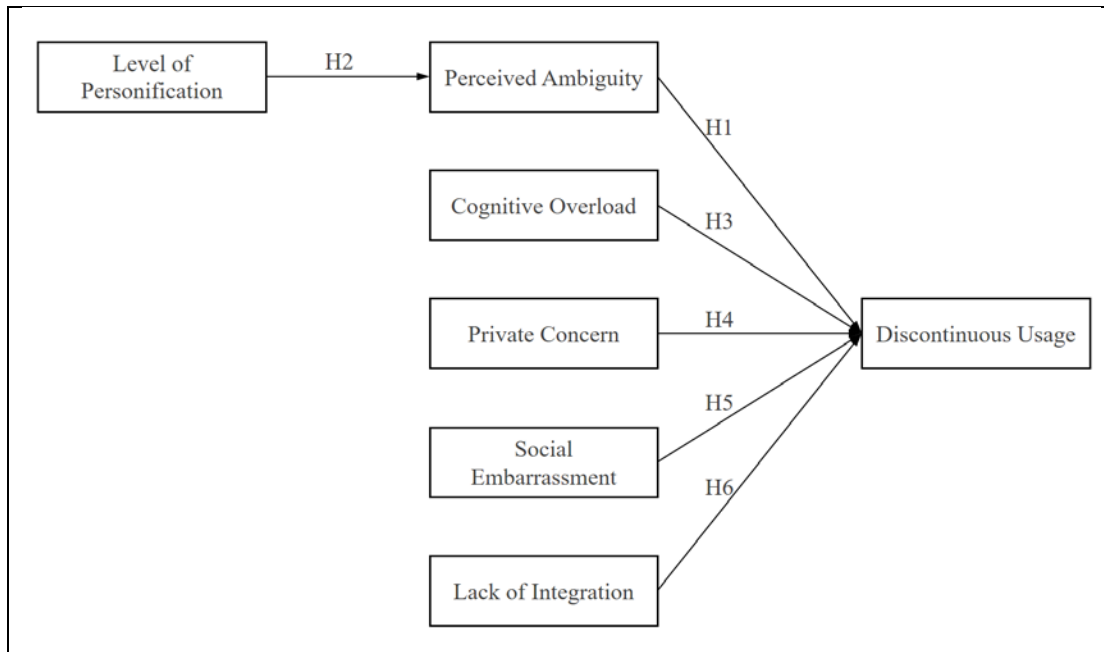 Level of
Personification
H2
Perceived Ambiguity
H1
Cognitive Overload
H3
Private Concern
H4
Discontinuous Usage
Social
Embarrassment
H5
H6
Lack of Integration